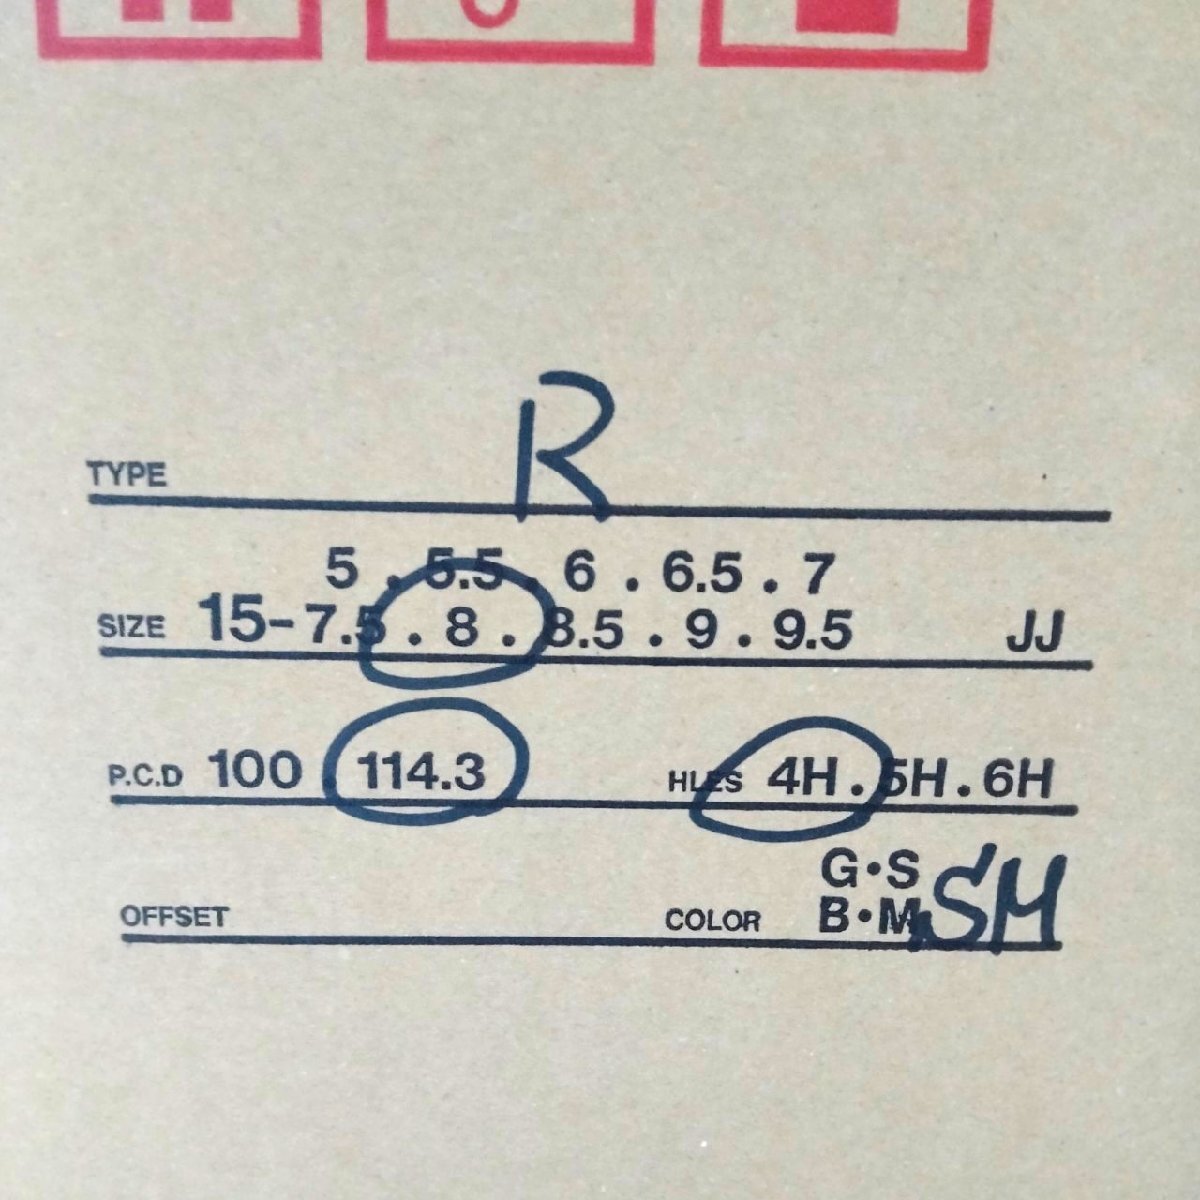 TYPE R
5 . 5.5 . 6 . 6.5 . 7
SIZE 15-7.5 . 8 . 8.5 . 9 . 9.5 JJ
P.C.D 100 . 114.3 HLES 4H . 5H . 6H
G・S
OFFSET COLOR B・M SM